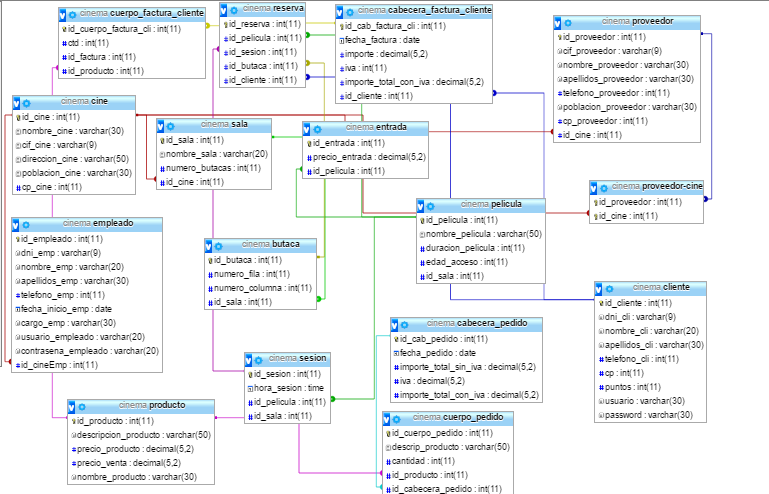 cinema.cuerpo_factura_cliente
id_cuerpo_factura_cli : int(11)
ctd : int(11)
id_factura : int(11)
id_producto : int(11)
cinema.reserva
id_reserva : int(11)
id_pelicula : int(11)
id_sesion : int(11)
id_butaca : int(11)
id_cliente : int(11)
cinema.cabecera_factura_cliente
id_cab_factura_cli : int(11)
fecha_factura : date
importe : decimal(5,2)
iva : int(11)
importe_total_con_iva : decimal(5,2)
id_cliente : int(11)
cinema.proveedor
id_proveedor : int(11)
cif_proveedor : varchar(9)
nombre_proveedor : varchar(30)
apellidos_proveedor : varchar(30)
telefono_proveedor : int(11)
poblacion_proveedor : varchar(30)
cp_proveedor : int(11)
id_cine : int(11)
cinema.cine
id_cine : int(11)
nombre_cine : varchar(30)
cif_cine : varchar(9)
direccion_cine : varchar(50)
poblacion_cine : varchar(30)
cp_cine : int(11)
cinema.sala
id_sala : int(11)
nombre_sala : varchar(20)
numero_butacas : int(11)
id_cine : int(11)
cinema.entrada
id_entrada : int(11)
precio_entrada : decimal(5,2)
id_pelicula : int(11)
cinema.proveedor-cine
id_proveedor : int(11)
id_cine : int(11)
cinema.pelicula
id_pelicula : int(11)
nombre_pelicula : varchar(50)
duracion_pelicula : int(11)
edad_acceso : int(11)
id_sala : int(11)
cinema.empleado
id_empleado : int(11)
dni_emp : varchar(9)
nombre_emp : varchar(20)
apellidos_emp : varchar(30)
telefono_emp : int(11)
fecha_inicio_emp : date
cargo_emp : varchar(30)
usuario_empleado : varchar(20)
contrasena_empleado : varchar(20)
id_cineEmp : int(11)
cinema.butaca
id_butaca : int(11)
numero_fila : int(11)
numero_columna : int(11)
id_sala : int(11)
cinema.cliente
id_cliente : int(11)
dni_cli : varchar(9)
nombre_cli : varchar(20)
apellidos_cli : varchar(30)
telefono_cli : int(11)
cp : int(11)
puntos : int(11)
usuario : varchar(30)
password : varchar(30)
cinema.cabecera_pedido
id_cab_pedido : int(11)
fecha_pedido : date
importe_total_sin_iva : decimal(5,2)
iva : decimal(5,2)
importe_total_con_iva : decimal(5,2)
cinema.sesion
id_sesion : int(11)
hora_sesion : time
id_pelicula : int(11)
id_sala : int(11)
cinema.producto
id_producto : int(11)
descripcion_producto : varchar(50)
precio_producto : decimal(5,2)
precio_venta : decimal(5,2)
nombre_producto : varchar(30)
cinema.cuerpo_pedido
id_cuerpo_pedido : int(11)
descrip_producto : varchar(50)
cantidad : int(11)
id_producto : int(11)
id_cabecera_pedido : int(11)